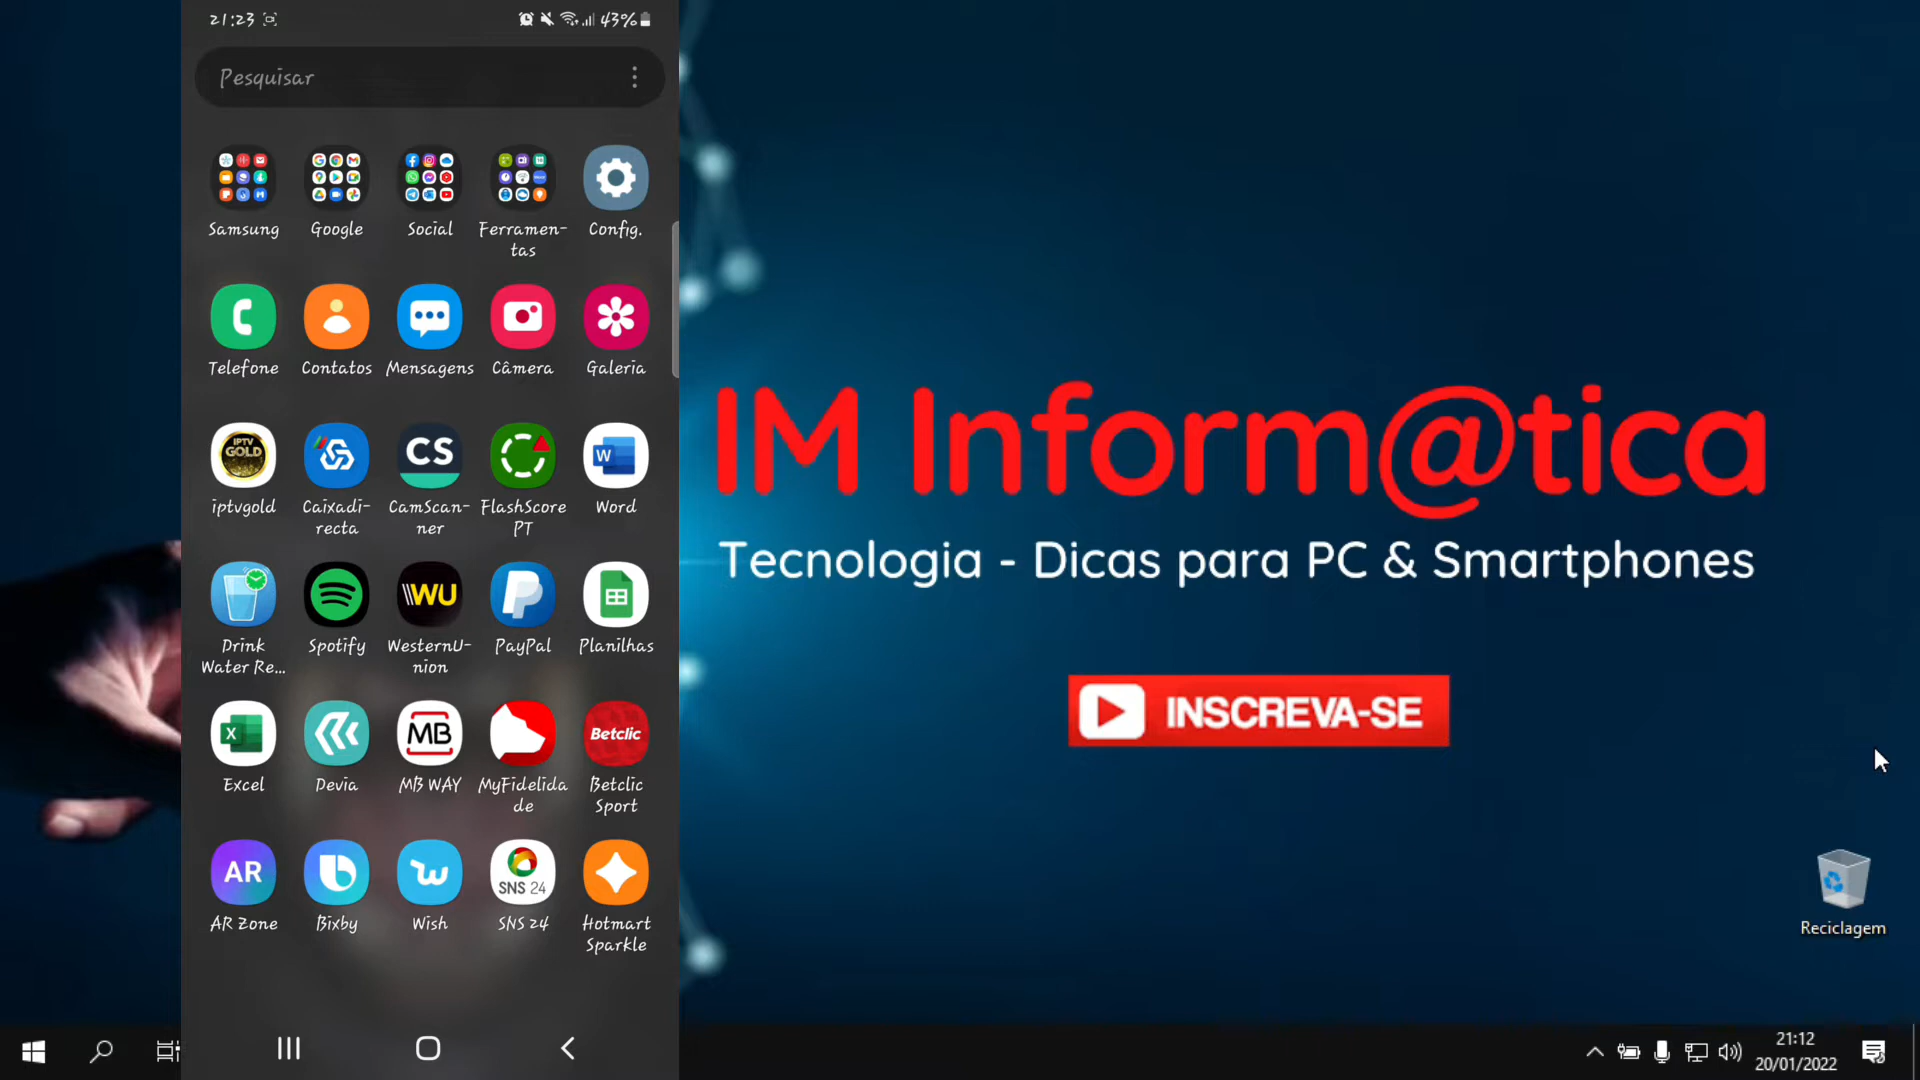 21:23
43%
Pesquisar
Samsung
Google
Social
Ferramen-
tas
Config.
Telefone
Contatos
Mensagens
Câmera
Galeria
IPTV
GOLD
CS
W
iptvgold
Caixadi-
recta
CamScan-
ner
FlashScore
PT
Word
WU
Drink
Water Re...
Spotify
WesternU-
nion
PayPal
Planilhas
X
MB
Betclic
Excel
Devia
MB WAY
MyFidelida
de
Betclic
Sport
AR
SNS 24
AR Zone
Bixby
Wish
SNS 24
Hotmart
Sparkle
IM Inform@tica
Tecnologia - Dicas para PC & Smartphones
INSCREVA-SE
Reciclagem
21:12
20/01/2022